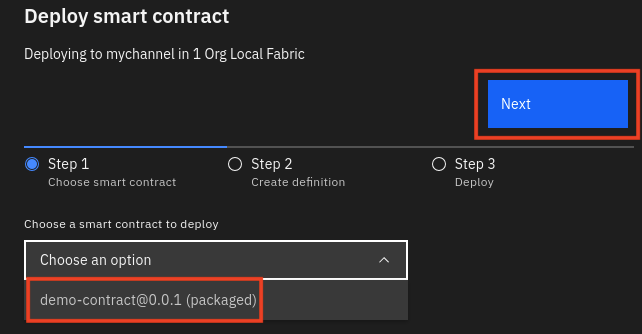 Deploy smart contract
Deploying to mychannel in 1 Org Local Fabric
Next
Step 1
Choose smart contract
Step 2
Create definition
Step 3
Deploy
Choose a smart contract to deploy
Choose an option
demo-contract@0.0.1 (packaged)